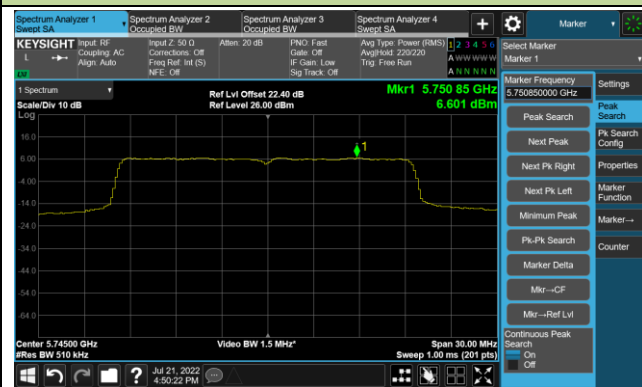 Spectrum Analyzer 1
Swept SA
Spectrum Analyzer 2
Occupied BW
Spectrum Analyzer 3
Occupied BW
Spectrum Analyzer 4
Swept SA
+
Marker
KEYSIGHT
L
Input: RF
Coupling: AC
Align: Auto
Input Z: 50 Ω
Corrections: Off
Freq Ref: Int (S)
NFE: Off
Atten: 20 dB
PNO: Fast
Gate: Off
IF Gain: Low
Sig Track: Off
Avg Type: Power (RMS)
Avg|Hold: 220/220
Trig: Free Run
1 2 3 4 5 6
A W W W W W
A N N N N N
Select Marker
Marker 1
1 Spectrum
Scale/Div 10 dB
Log
Ref Lvl Offset 22.40 dB
Ref Level 26.00 dBm
Mkr1 5.750 85 GHz
6.601 dBm
16.0
6.00
-4.00
-14.0
-24.0
-34.0
-44.0
-54.0
-64.0
1
Center 5.74500 GHz
#Res BW 510 kHz
Video BW 1.5 MHz*
Span 30.00 MHz
Sweep 1.00 ms (201 pts)
Marker Frequency
5.750850000 GHz
Peak Search
Next Peak
Next Pk Right
Next Pk Left
Minimum Peak
Pk-Pk Search
Marker Delta
Mkr→CF
Mkr→Ref Lvl
Continuous Peak
Search
On
Off
Settings
Peak
Search
Pk Search
Config
Properties
Marker
Function
Marker→
Counter
?
Jul 21, 2022
4:50:22 PM